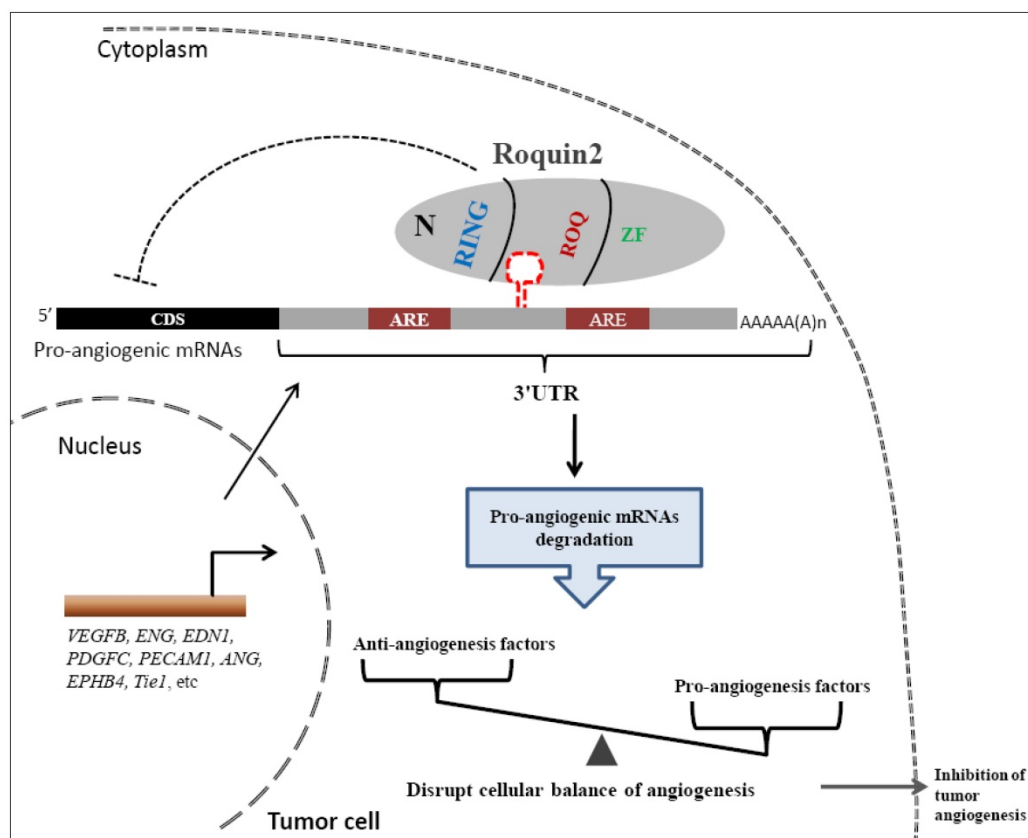 Cytoplasm
Roquin2
N
RING
ROQ
ZF
5’
CDS
ARE
ARE
AAAAA(A)n
Pro-angiogenic mRNAs
3'UTR
Nucleus
Pro-angiogenic mRNAs
degradation
VEGFB, ENG, EDN1,
PDGFC, PECAM1, ANG,
EPHB4, Tie1, etc
Anti-angiogenesis factors
Pro-angiogenesis factors
Disrupt cellular balance of angiogenesis
Inhibition of
tumor
angiogenesis
Tumor cell